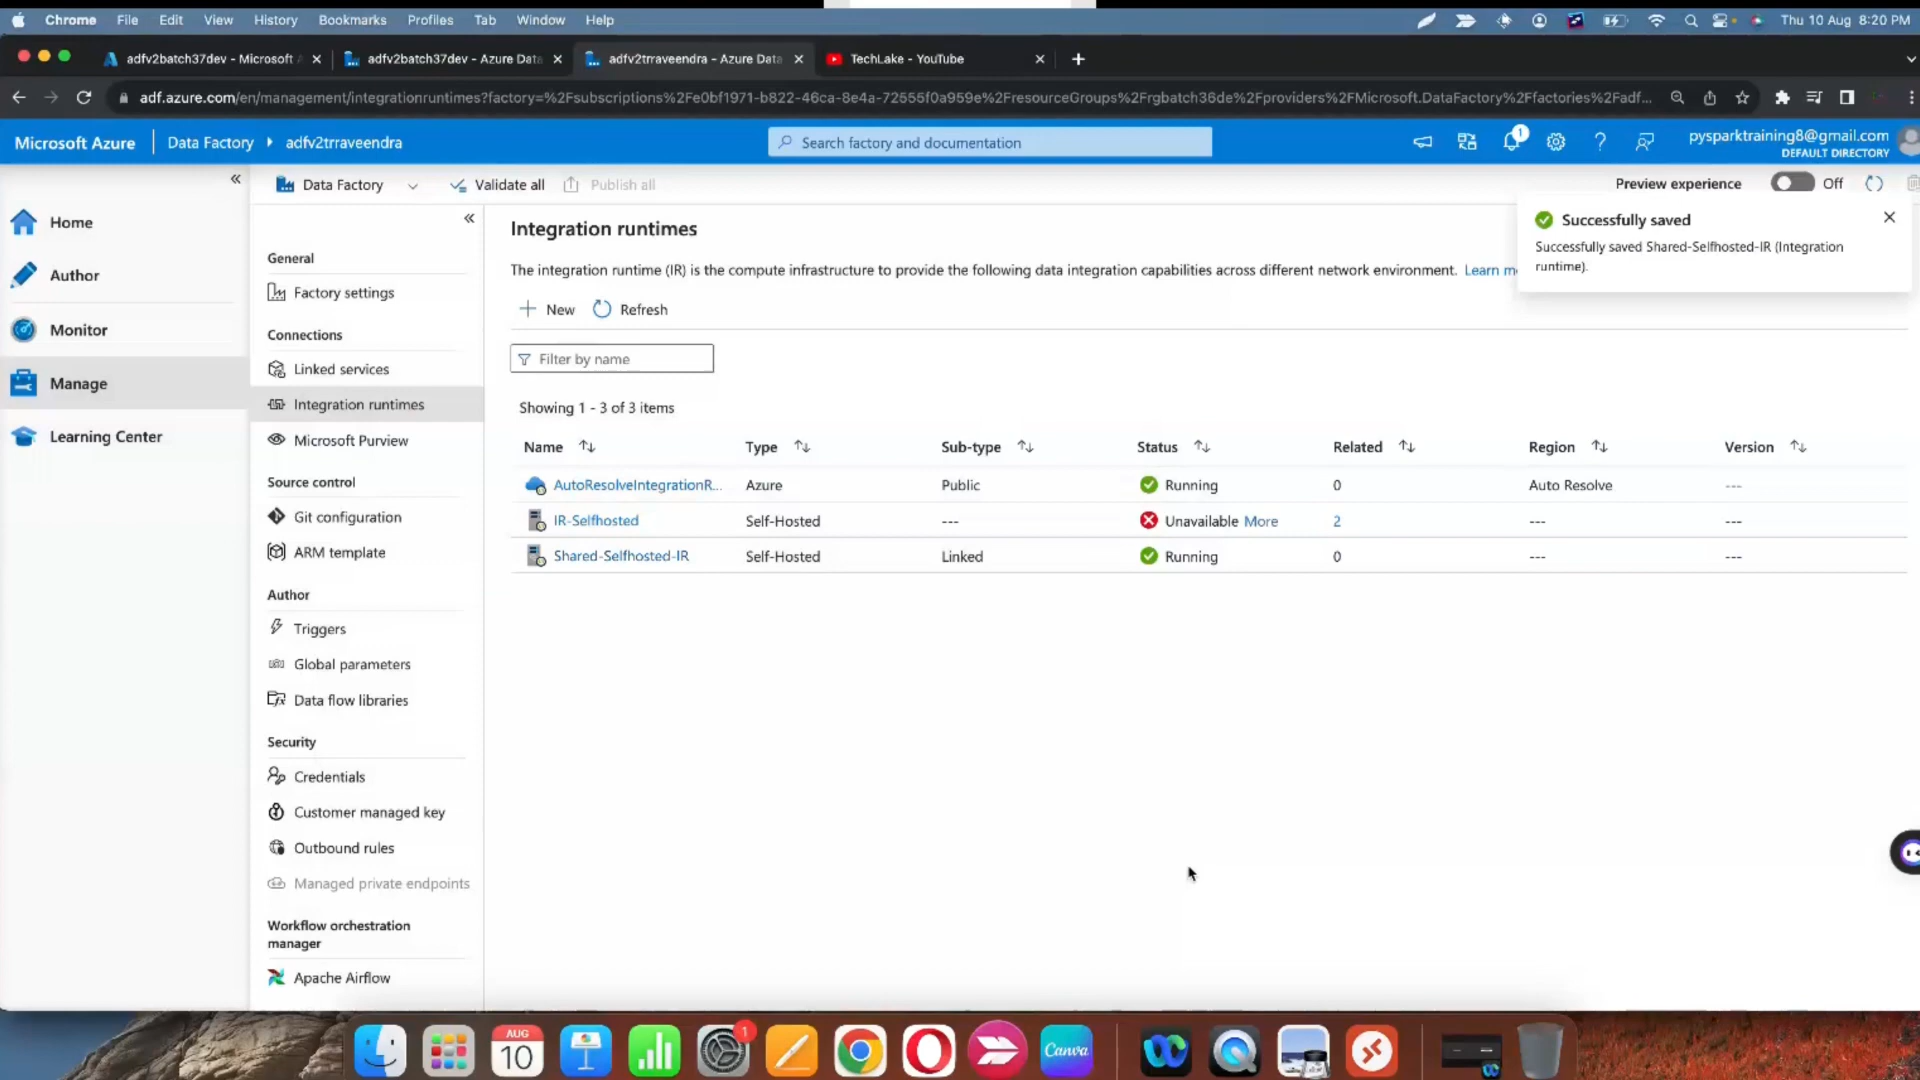 Chrome File Edit View History Bookmarks Profiles Tab Window Help Thu 10 Aug 8:20 PM
adfv2batch37dev - Microsoft adfv2batch37dev - Azure Data adfv2trraveendra - Azure Data TechLake - YouTube
adf.azure.com/en/management/integrationruntimes?factory=%2Fsubscriptions%2Fe0bf1971-b822-46ca-8e4a-72555f0a959e%2FresourceGroups%2Frgbatch36de%2Fproviders%2FMicrosoft.DataFactory%2Ffactories%2Fadf...
Microsoft Azure Data Factory adfv2trraveendra Search factory and documentation 1 pysparktraining8@gmail.com
DEFAULT DIRECTORY
Data Factory Validate all Publish all Preview experience Off
Home
Author
Monitor
Manage
Learning Center
General
Factory settings
Connections
Linked services
Integration runtimes
Microsoft Purview
Source control
Git configuration
ARM template
Author
Triggers
Global parameters
Data flow libraries
Security
Credentials
Customer managed key
Outbound rules
Managed private endpoints
Workflow orchestration
manager
Apache Airflow
Integration runtimes
The integration runtime (IR) is the compute infrastructure to provide the following data integration capabilities across different network environment. Learn m
New Refresh
Filter by name
Showing 1 - 3 of 3 items
Name Type Sub-type Status Related Region Version
AutoResolveIntegrationR... Azure Public Running 0 Auto Resolve ---
IR-Selfhosted Self-Hosted --- Unavailable More 2 --- ---
Shared-Selfhosted-IR Self-Hosted Linked Running 0 --- ---
Successfully saved
Successfully saved Shared-Selfhosted-IR (Integration
runtime).
AUG
10
1
Canva